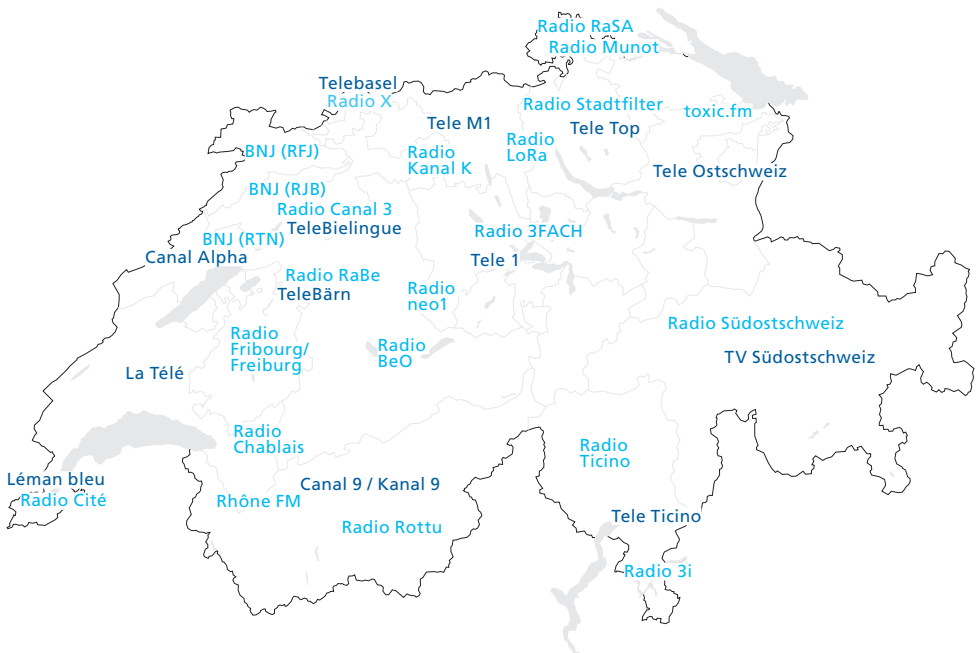 Radio RaSA
Radio Munot
Telebasel
Radio X
Radio Stadtfilter
toxic.fm
Tele M1
Tele Top
Radio
LoRa
BNJ (RFJ)
Radio
Kanal K
Tele Ostschweiz
BNJ (RJB)
Radio Canal 3
TeleBielingue
Radio 3FACH
BNJ (RTN)
Canal Alpha
Tele 1
Radio RaBe
TeleBärn
Radio
neo1
Radio Südostschweiz
Radio
Fribourg/
Freiburg
Radio
BeO
TV Südostschweiz
La Télé
Radio
Chablais
Radio
Ticino
Léman bleu
Radio Cité
Canal 9 / Kanal 9
Rhône FM
Radio Rottu
Tele Ticino
Radio 3i